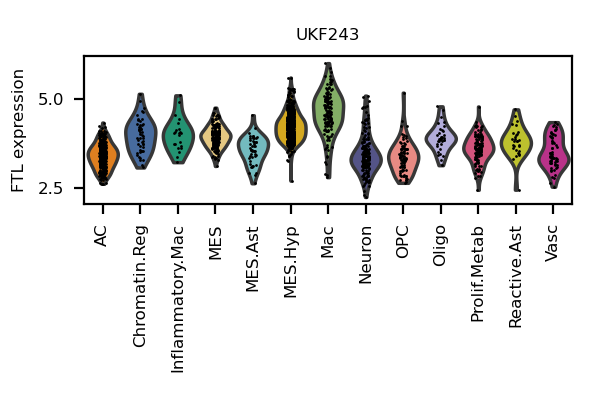 UKF243
FTL expression
5.0
2.5
AC
Chromatin.Reg
Inflammatory.Mac
MES
MES.Ast
MES.Hyp
Mac
Neuron
OPC
Oligo
Prolif.Metab
Reactive.Ast
Vasc